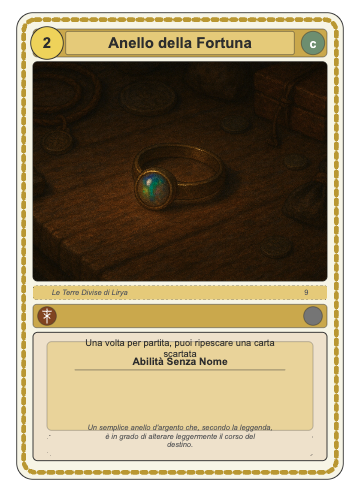 2
Anello della Fortuna
c
Le Terre Divise di Lirya
9
Una volta per partita, puoi ripescare una carta
scartata
Abilità Senza Nome
Un semplice anello d'argento che, secondo la leggenda,
è in grado di alterare leggermente il corso del
destino.